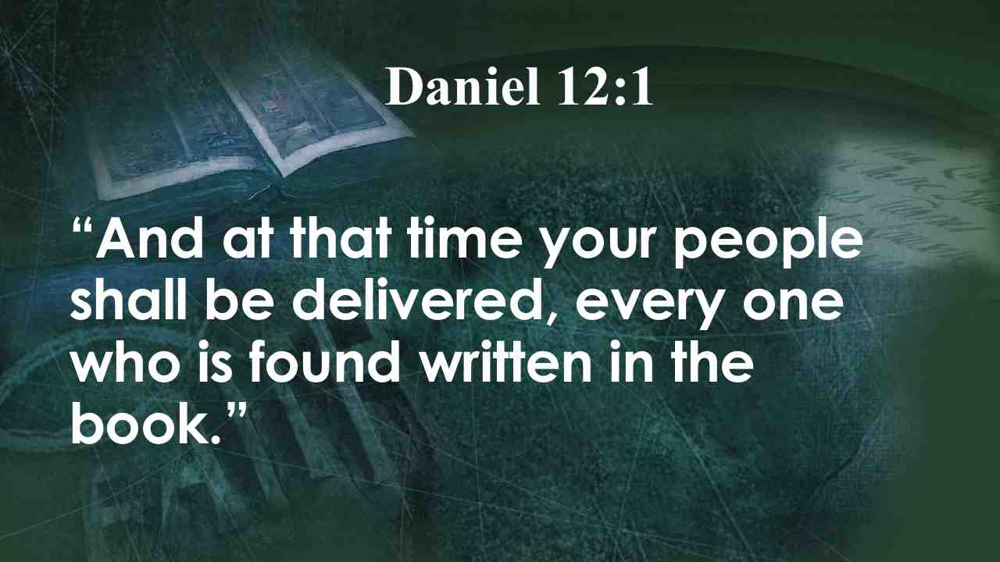 Daniel 12:1
“And at that time your people
shall be delivered, every one
who is found written in the
book.”